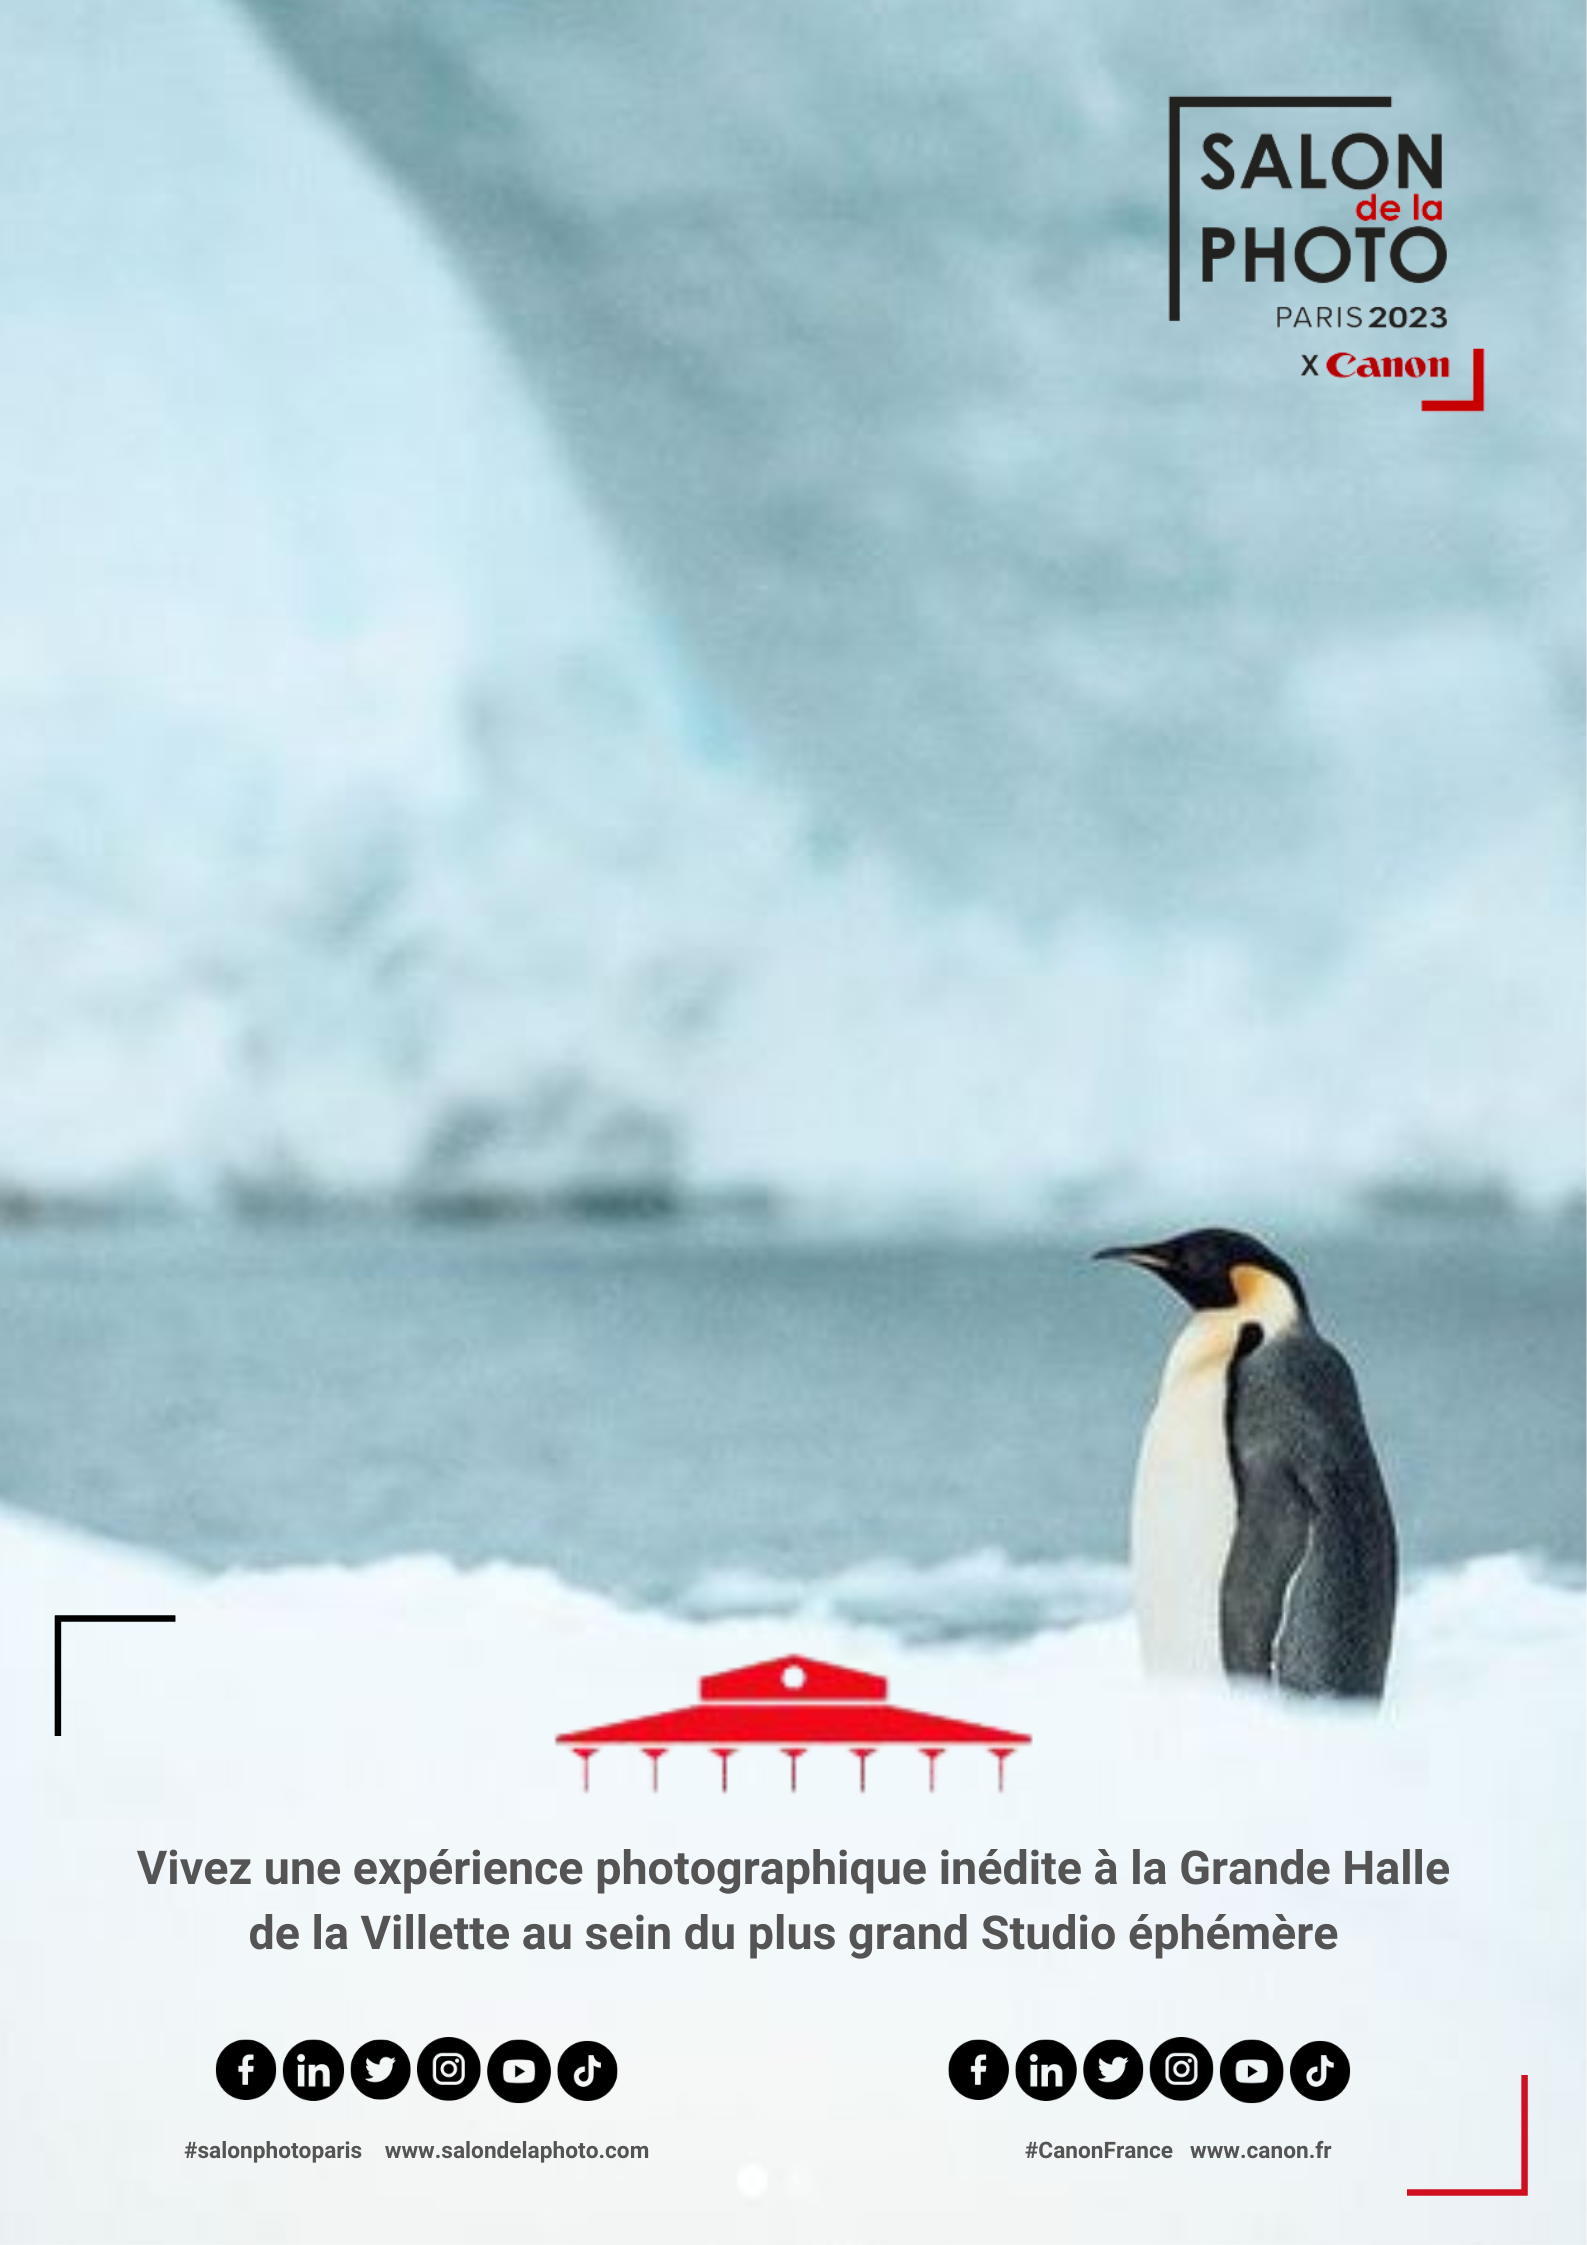 SALON
de la
PHOTO
PARIS 2023
X Canon
Vivez une expérience photographique inédite à la Grande Halle
de la Villette au sein du plus grand Studio éphémère
#salonphotoparis www.salondelaphoto.com
#CanonFrance www.canon.fr